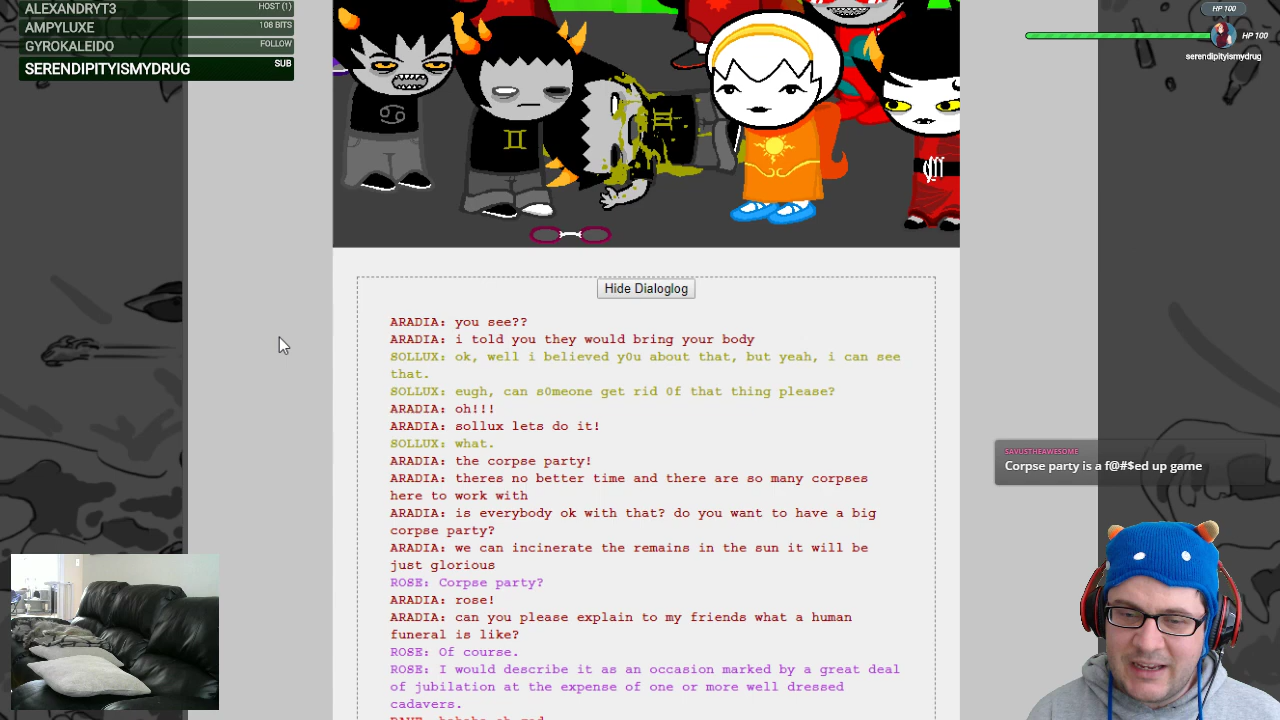 ALEXANDRYT3 HOST (1)
AMPYLUXE 108 BITS
GYROKALEIDO FOLLOW
SERENDIPITYISMYDRUG SUB
HP 100
HP 100
serendipityismydrug
Hide Dialoglog
ARADIA: you see??
ARADIA: i told you they would bring your body
SOLLUX: ok, well i believed y0u about that, but yeah, i can see
that.
SOLLUX: eugh, can s0meone get rid 0f that thing please?
ARADIA: oh!!!
ARADIA: sollux lets do it!
SOLLUX: what.
ARADIA: the corpse party!
ARADIA: theres no better time and there are so many corpses
here to work with
ARADIA: is everybody ok with that? do you want to have a big
corpse party?
ARADIA: we can incinerate the remains in the sun it will be
just glorious
ROSE: Corpse party?
ARADIA: rose!
ARADIA: can you please explain to my friends what a human
funeral is like?
ROSE: Of course.
ROSE: I would describe it as an occasion marked by a great deal
of jubilation at the expense of one or more well dressed
cadavers.
SAVUSTHEAWESOME
Corpse party is a f@#$ed up game